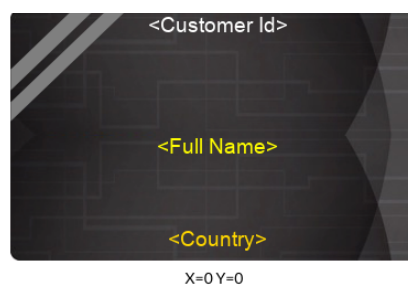 <Customer Id>
<Full Name>
<Country>
X=0 Y=0